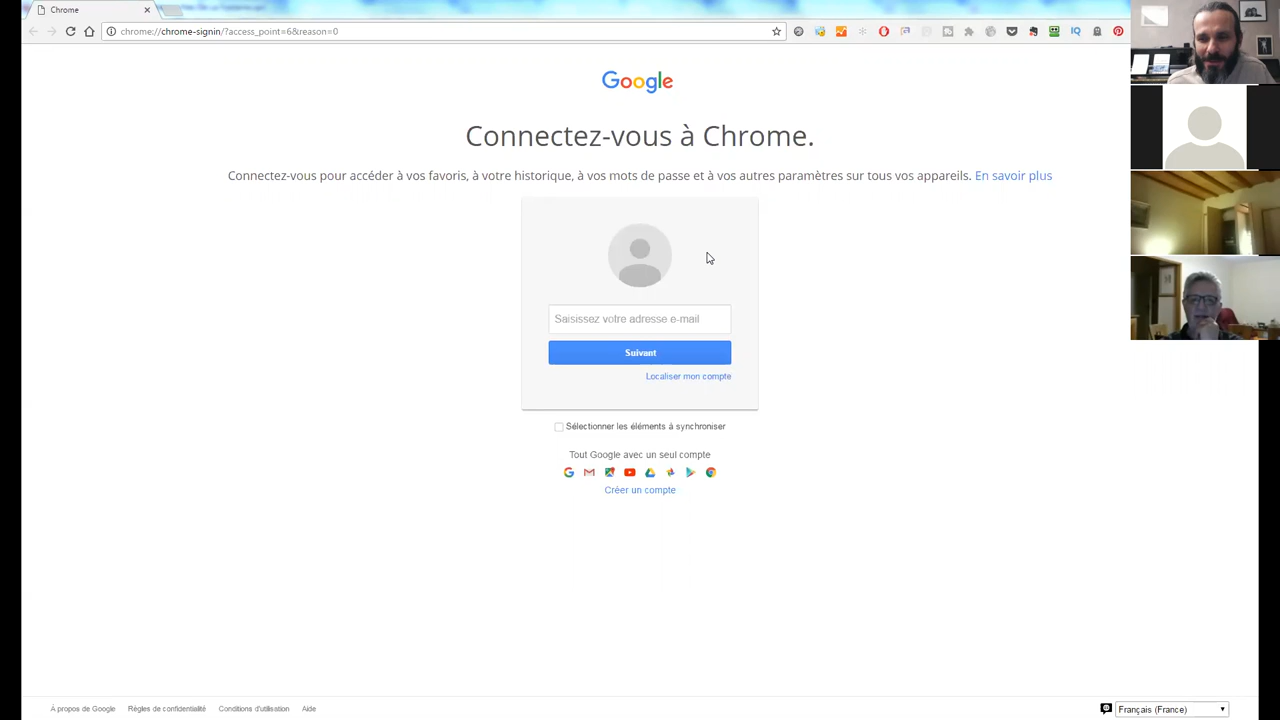 Chrome
chrome://chrome-signin/?access_point=6&reason=0
Google
Connectez-vous à Chrome.
Connectez-vous pour accéder à vos favoris, à votre historique, à vos mots de passe et à vos autres paramètres sur tous vos appareils. En savoir plus
Saisissez votre adresse e-mail
Suivant
Localiser mon compte
Sélectionner les éléments à synchroniser
Tout Google avec un seul compte
Créer un compte
À propos de Google Règles de confidentialité Conditions d'utilisation Aide
Français (France)